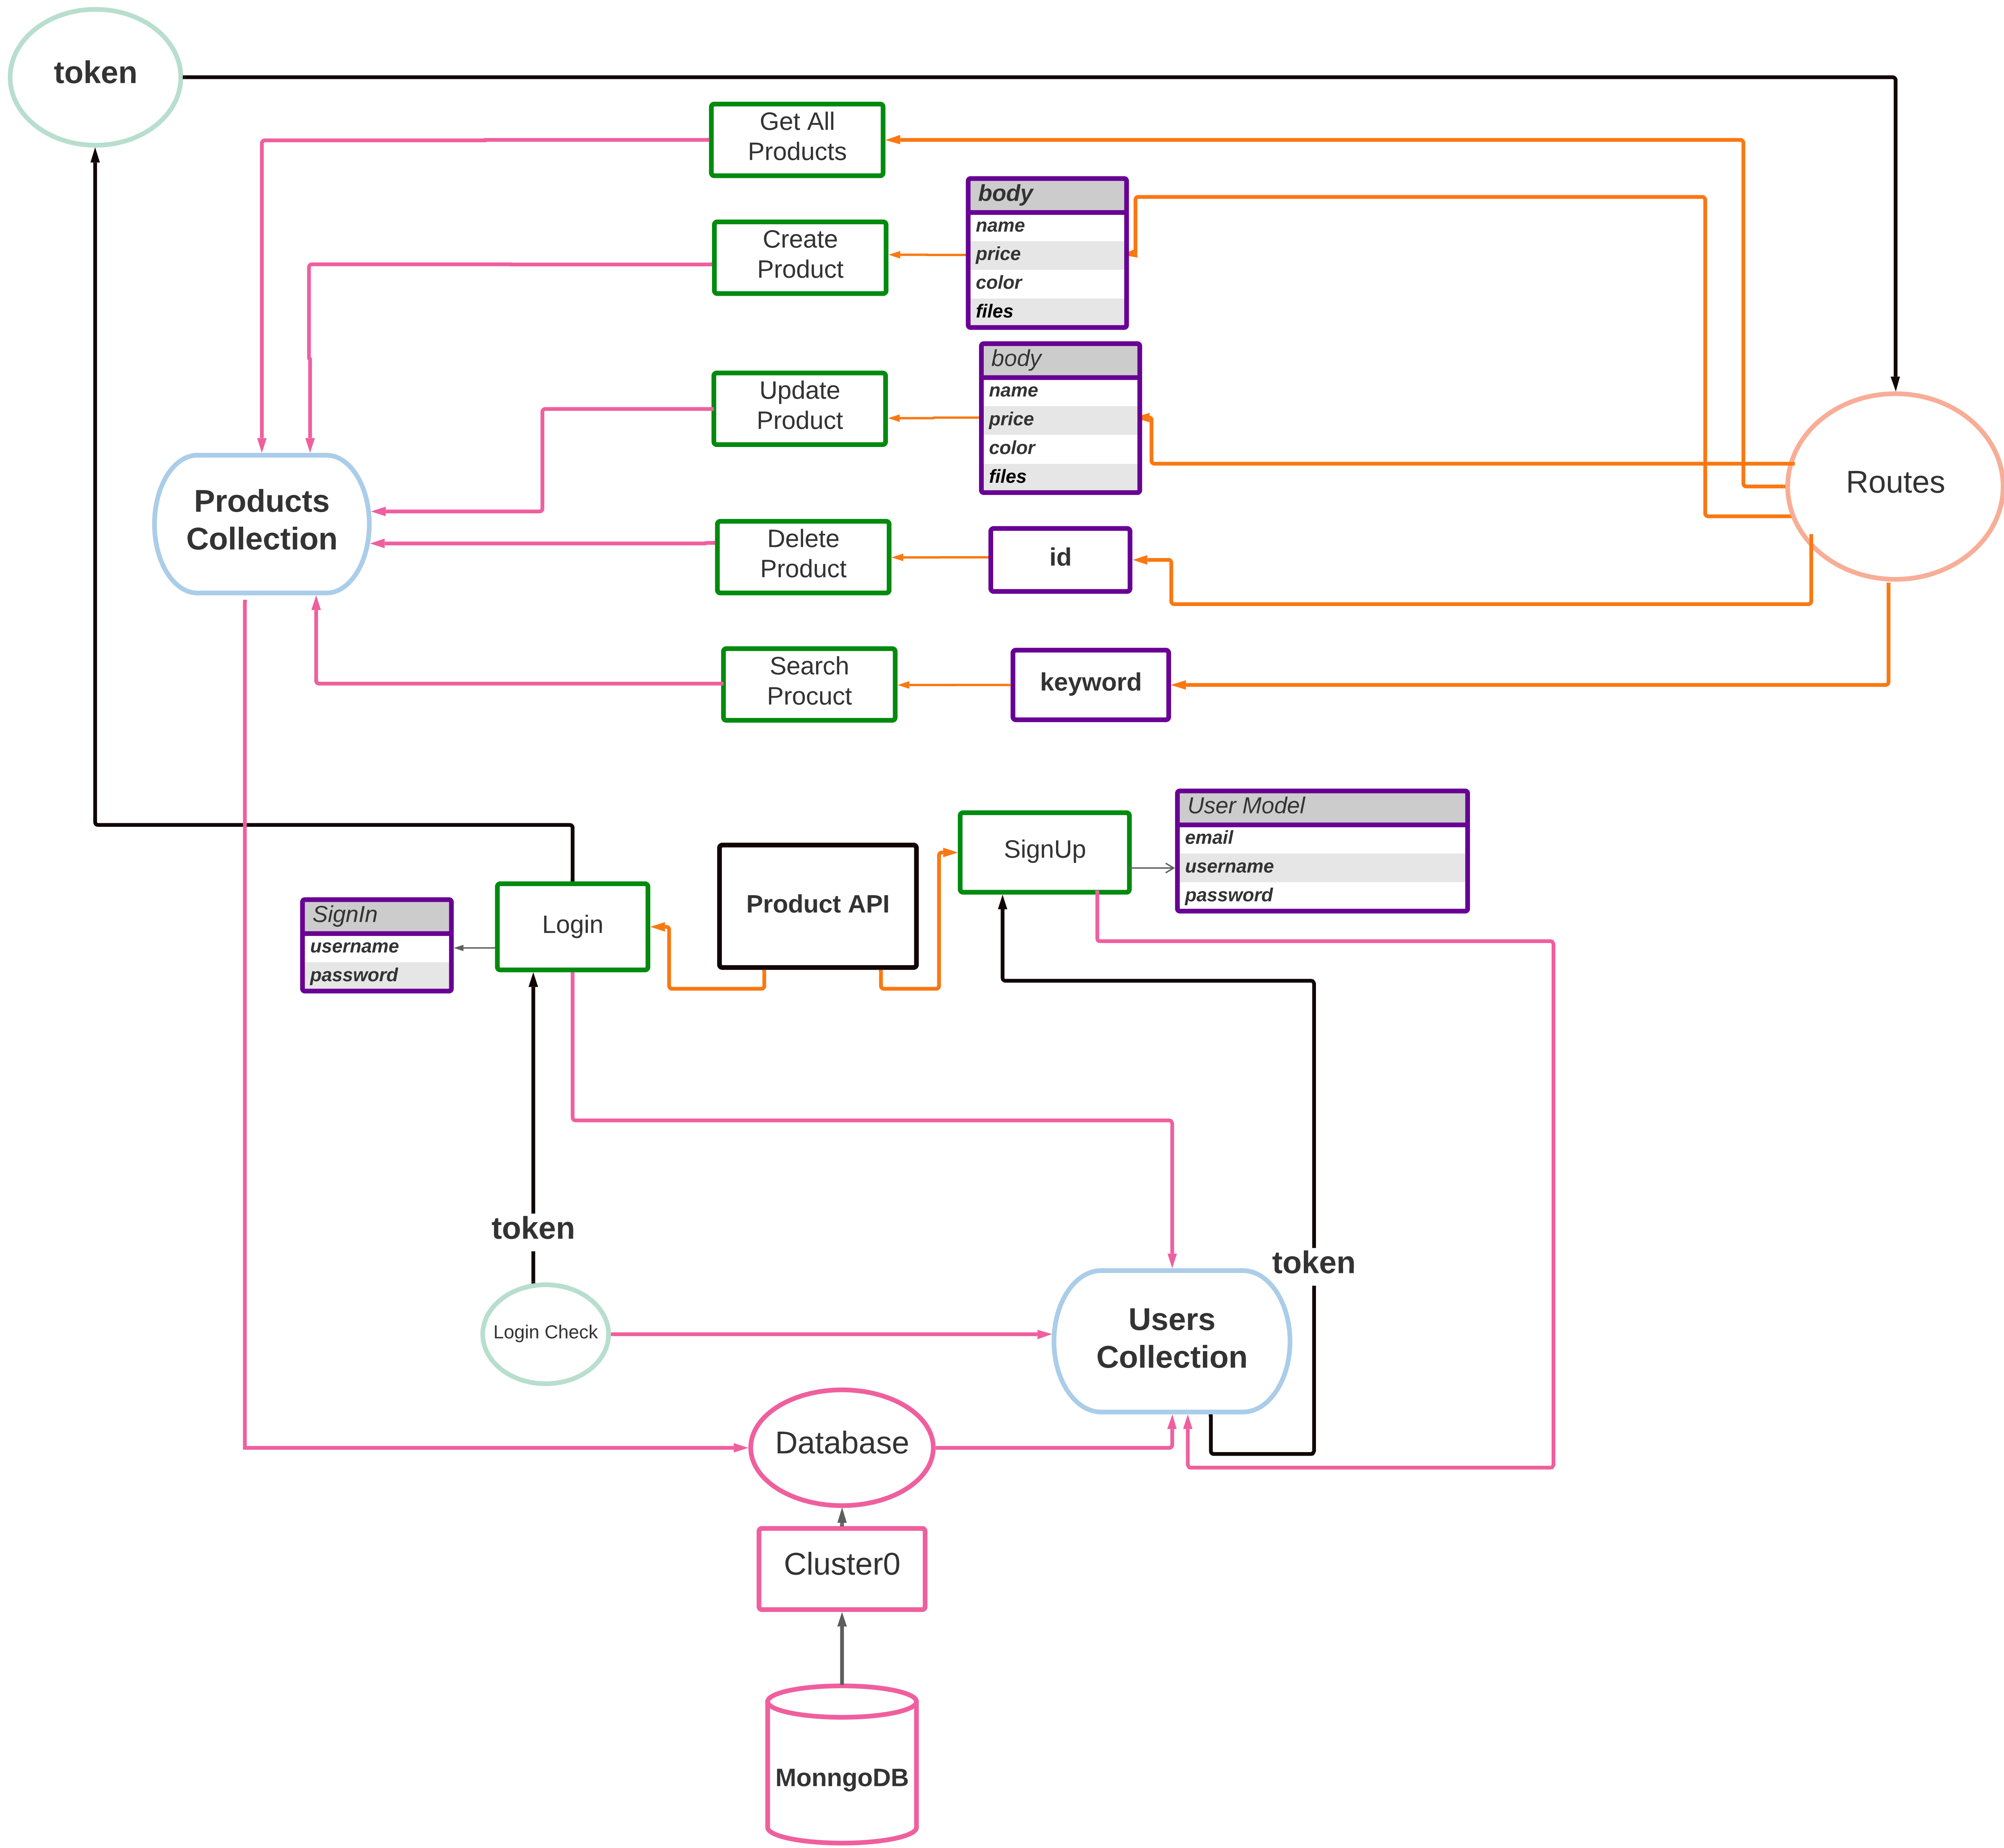 token
Get All
Products
body
name
price
color
files
Create
Product
body
name
price
color
files
Update
Product
Routes
Products
Collection
Delete
Product
id
Search
Procuct
keyword
User Model
email
username
password
SignUp
Product API
Login
SignIn
username
password
token
token
Login Check
Users
Collection
Database
Cluster0
MonngoDB